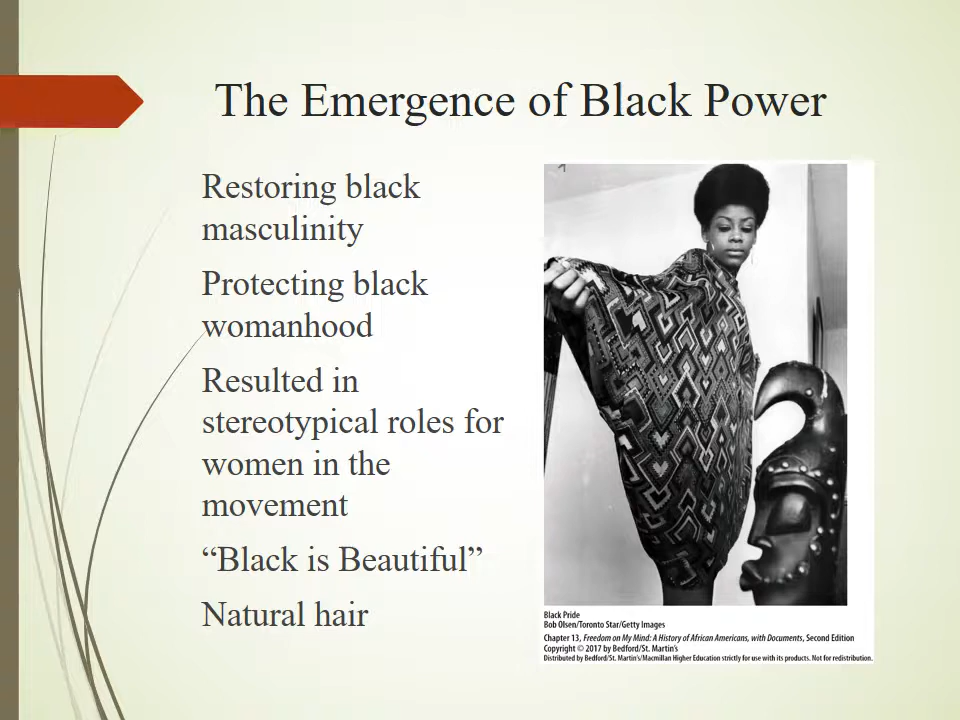 The Emergence of Black Power
Restoring black
masculinity
Protecting black
womanhood
Resulted in
stereotypical roles for
women in the
movement
“Black is Beautiful”
Natural hair
Black Pride
Bob Olsen/Toronto Star/Getty Images
Chapter 13, Freedom on My Mind: A History of African Americans, with Documents, Second Edition
Copyright © 2017 by Bedford/St. Martin's
Distributed by Bedford/St. Martin's/Macmillan Higher Education strictly for use with its products. Not for redistribution.